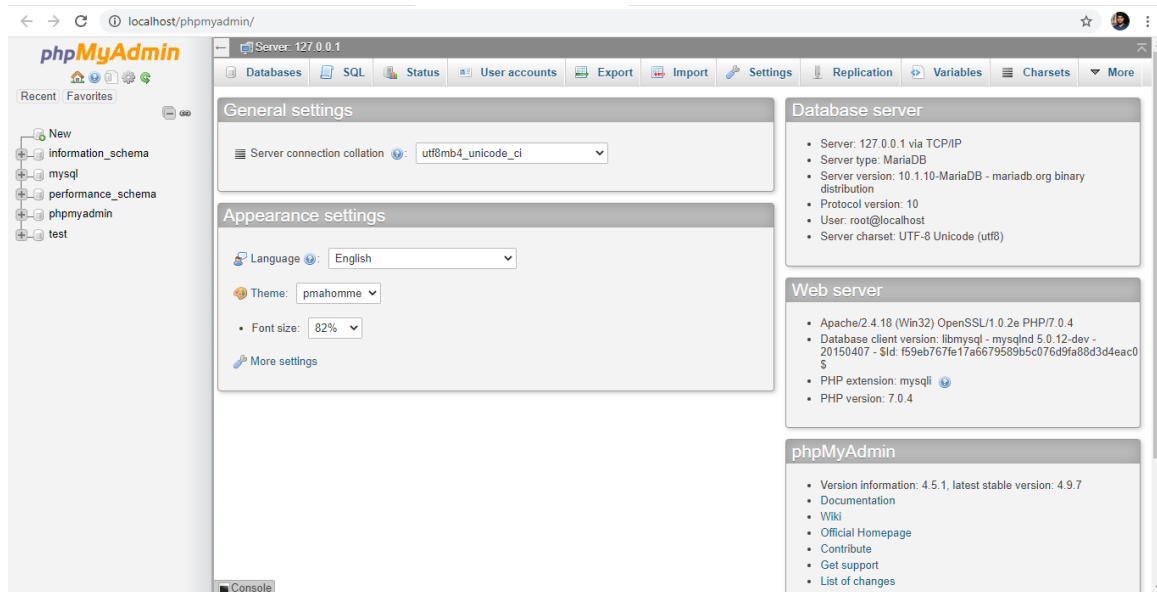 localhost/phpmyadmin/
phpMyAdmin
Recent Favorites
New
information_schema
mysql
performance_schema
phpmyadmin
test
Server: 127.0.0.1
Databases SQL Status User accounts Export Import Settings Replication Variables Charsets More
General settings
Server connection collation : utf8mb4_unicode_ci
Appearance settings
Language : English
Theme: pmahomme
Font size: 82%
More settings
Database server
Server: 127.0.0.1 via TCP/IP
Server type: MariaDB
Server version: 10.1.10-MariaDB - mariadb.org binary
distribution
Protocol version: 10
User: root@localhost
Server charset: UTF-8 Unicode (utf8)
Web server
Apache/2.4.18 (Win32) OpenSSL/1.0.2e PHP/7.0.4
Database client version: libmysql - mysqlnd 5.0.12-dev -
20150407 - $Id: f59eb767fe17a6679589b5c076d9fa88d3d4eac0
$
PHP extension: mysqli
PHP version: 7.0.4
phpMyAdmin
Version information: 4.5.1, latest stable version: 4.9.7
Documentation
Wiki
Official Homepage
Contribute
Get support
List of changes
Console